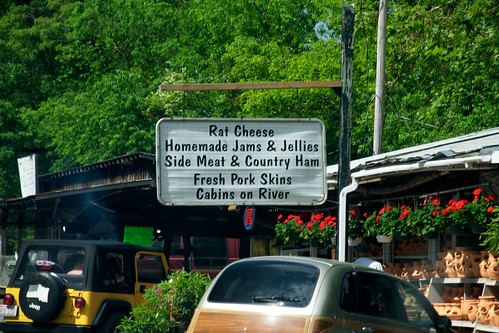 Rat Cheese
Homemade Jams & Jellies
Side Meat & Country Ham
Fresh Pork Skins
Cabins on River